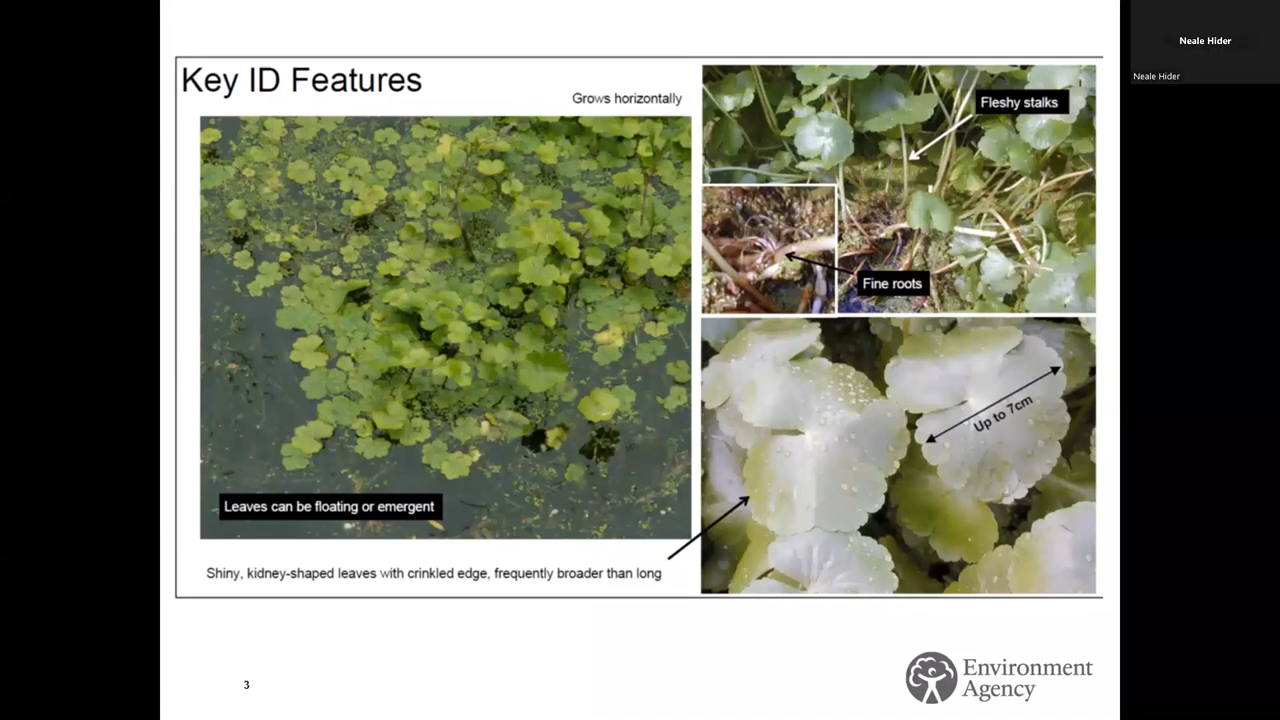 Key ID Features
Grows horizontally
Fleshy stalks
Fine roots
Up to 7cm
Leaves can be floating or emergent
Shiny, kidney-shaped leaves with crinkled edge, frequently broader than long
3
Environment
Agency
Neale Hider
Neale Hider